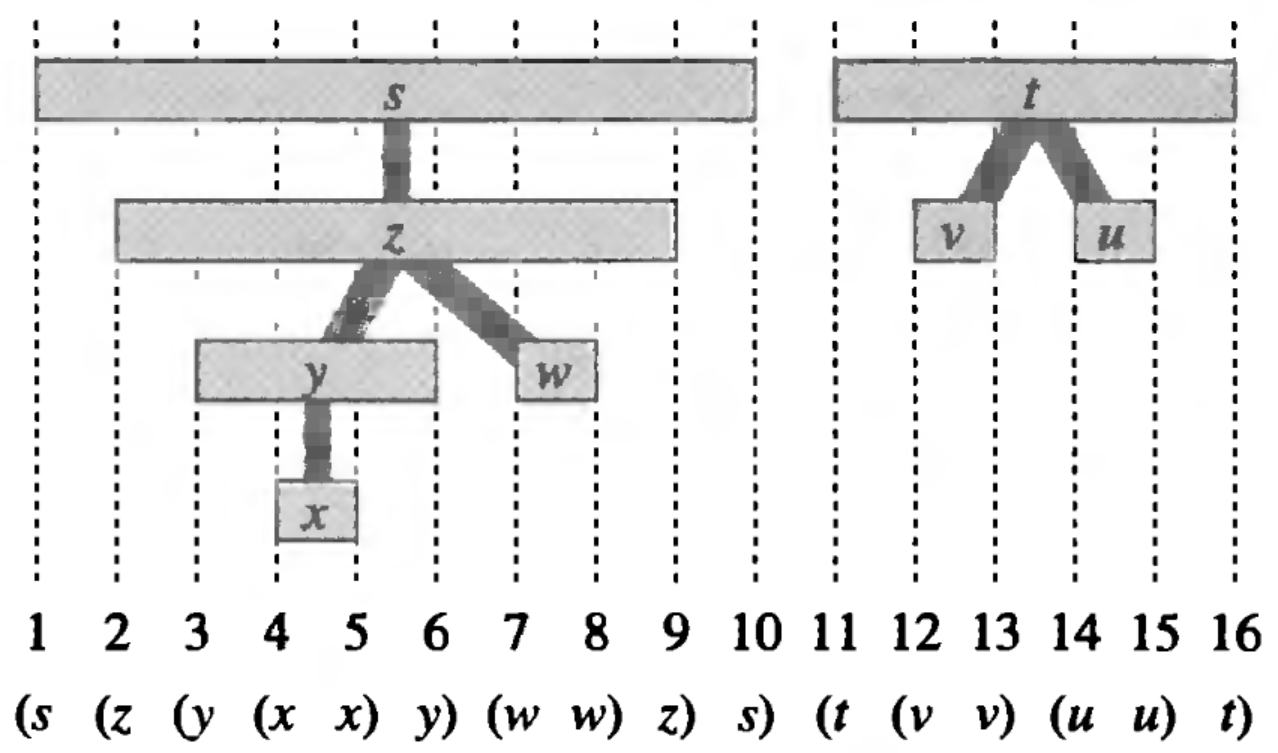 s t
z v u
y w
x
1 2 3 4 5 6 7 8 9 10 11 12 13 14 15 16
(s (z (y (x x) y) (w w) z) s) (t (v v) (u u) t)